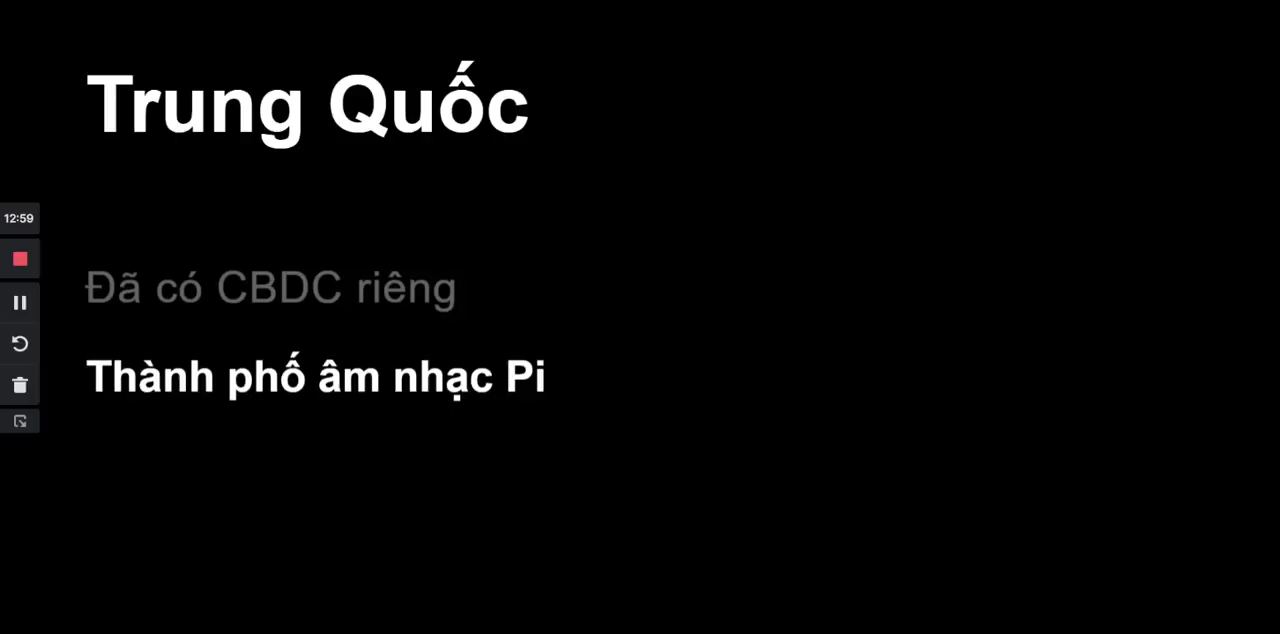 Trung Quốc
12:59
Đã có CBDC riêng
Thành phố âm nhạc Pi